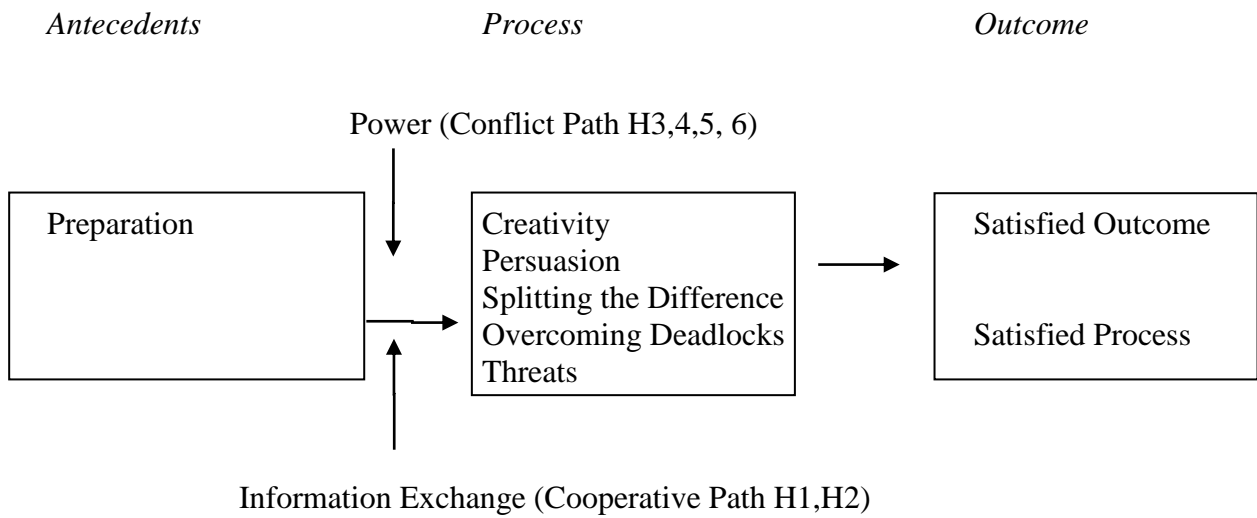 Antecedents
Process
Outcome
Power (Conflict Path H3,4,5, 6)
Preparation
Creativity
Persuasion
Splitting the Difference
Overcoming Deadlocks
Threats
Satisfied Outcome
Satisfied Process
Information Exchange (Cooperative Path H1,H2)